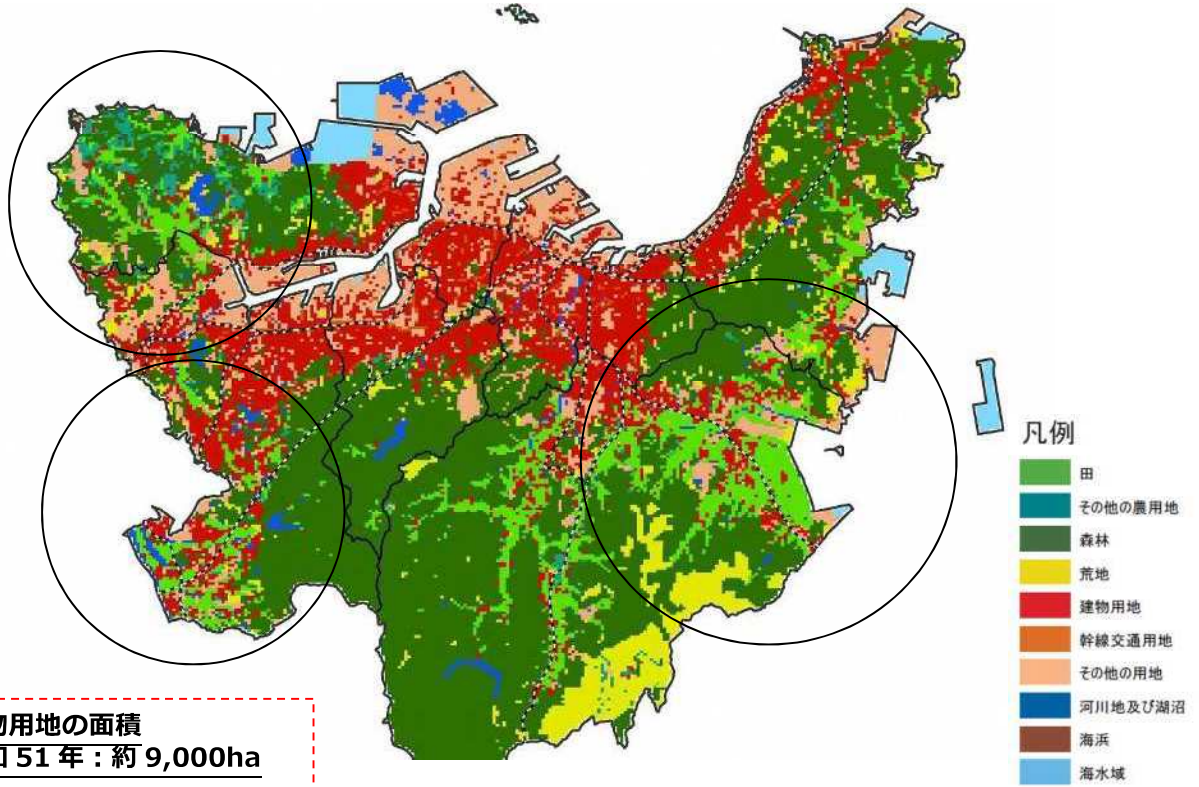 凡例
田
その他の農用地
森林
荒地
建物用地
幹線交通用地
その他の用地
河川地及び湖沼
海浜
海水域
用地の面積
51 年：約 9,000ha